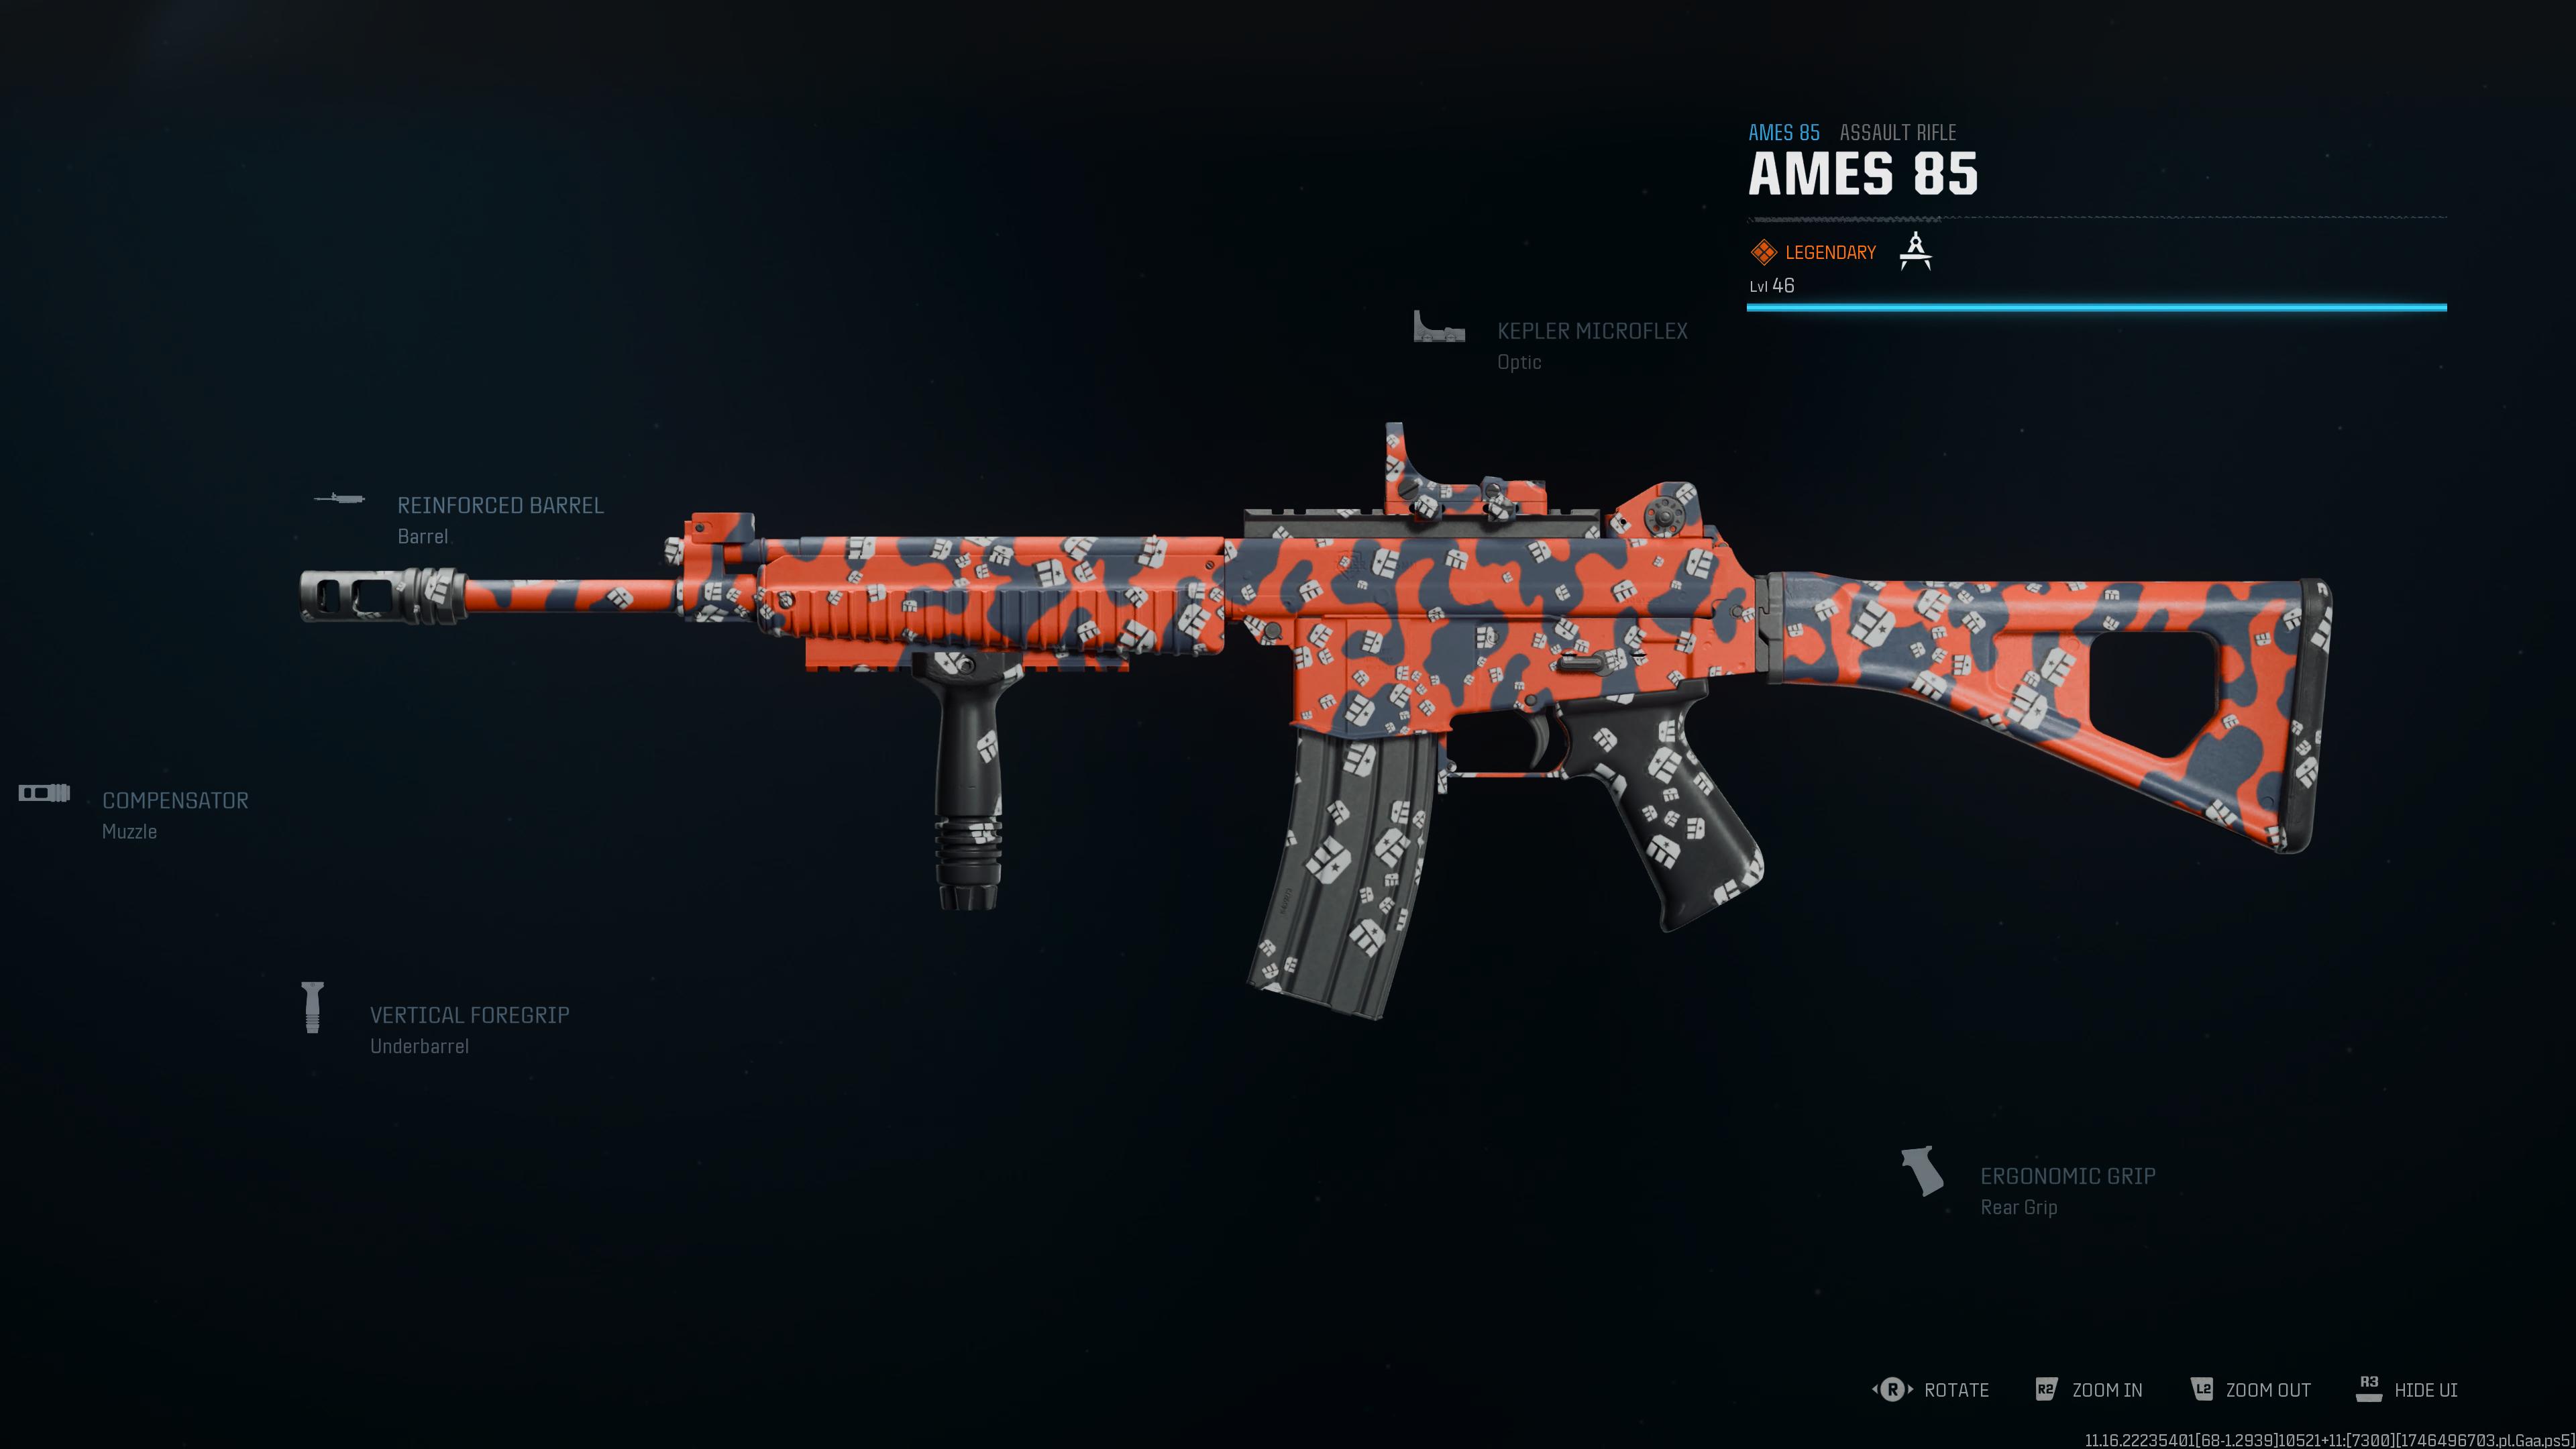 AMES 85 ASSAULT RIFLE
AMES 85
LEGENDARY
Lvl 46
KEPLER MICROFLEX
Optic
REINFORCED BARREL
Barrel
COMPENSATOR
Muzzle
VERTICAL FOREGRIP
Underbarrel
ERGONOMIC GRIP
Rear Grip
R ROTATE R2 ZOOM IN L2 ZOOM OUT R3 HIDE UI
11.16.22235401[68-1.2939]10521+11:[7300][1746496703.pl.Gaa.ps5]